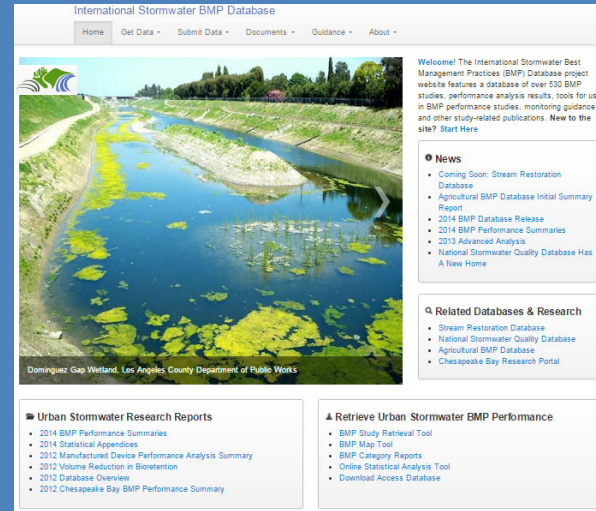 International Stormwater BMP Database
Home Get Data Submit Data Documents Guidance About
Welcome! The International Stormwater Best
Management Practices (BMP) Database project
website features a database of over 530 BMP
studies, performance analysis results, tools for us
in BMP performance studies, monitoring guidance
and other study-related publications. New to the
site? Start Here
News
Coming Soon: Stream Restoration
Database
Agricultural BMP Database Initial Summary
Report
2014 BMP Database Release
2014 BMP Performance Summaries
2013 Advanced Analysis
National Stormwater Quality Database Has
A New Home
Related Databases & Research
Stream Restoration Database
National Stormwater Quality Database
Agricultural BMP Database
Chesapeake Bay Research Portal
Dominguez Gap Wetland, Los Angeles County Department of Public Works
Urban Stormwater Research Reports
2014 BMP Performance Summaries
2014 Statistical Appendices
2012 Manufactured Device Performance Analysis Summary
2012 Volume Reduction in Bioretention
2012 Database Overview
2012 Chesapeake Bay BMP Performance Summary
Retrieve Urban Stormwater BMP Performance
BMP Study Retrieval Tool
BMP Map Tool
BMP Category Reports
Online Statistical Analysis Tool
Download Access Database